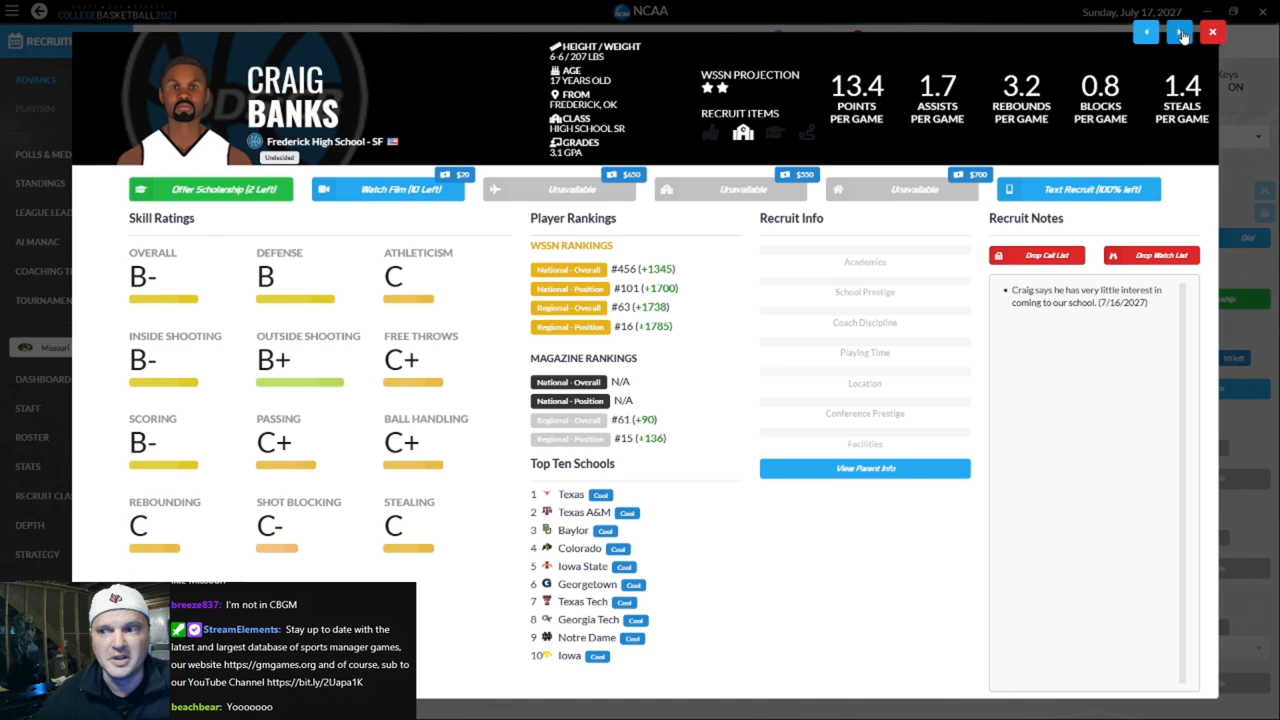 COLLEGEBASKETBALL2021
NCAA
Sunday, July 17, 2027
RECRUIT
ADVANCE
PLAY/SIM
POLLS & MED
STANDINGS
LEAGUE LEAD
ALMANAC
COACHING T
TOURNAMEN
Missouri
DASHBOARD
STAFF
ROSTER
STATS
RECRUIT CLA
DEPTH
STRATEGY
Keys
ON
10 left
CRAIG
BANKS
Frederick High School - SF
Undecided
HEIGHT / WEIGHT
6-6 / 207 LBS
AGE
17 YEARS OLD
FROM
FREDERICK, OK
CLASS
HIGH SCHOOL SR
GRADES
3.1 GPA
WSSN PROJECTION
RECRUIT ITEMS
13.4
POINTS
PER GAME
1.7
ASSISTS
PER GAME
3.2
REBOUNDS
PER GAME
0.8
BLOCKS
PER GAME
1.4
STEALS
PER GAME
Offer Scholarship (2 Left)
Watch Film (10 Left)
$20
Unavailable
$650
Unavailable
$550
Unavailable
$700
Text Recruit (100% left)
Skill Ratings
OVERALL
B-
DEFENSE
B
ATHLETICISM
C
INSIDE SHOOTING
B-
OUTSIDE SHOOTING
B+
FREE THROWS
C+
SCORING
B-
PASSING
C+
BALL HANDLING
C+
REBOUNDING
C
SHOT BLOCKING
C-
STEALING
C
Player Rankings
WSSN RANKINGS
National - Overall #456 (+1345)
National - Position #101 (+1700)
Regional - Overall #63 (+1738)
Regional - Position #16 (+1785)
MAGAZINE RANKINGS
National - Overall N/A
National - Position N/A
Regional - Overall #61 (+90)
Regional - Position #15 (+136)
Top Ten Schools
1 Texas Cool
2 Texas A&M Cool
3 Baylor Cool
4 Colorado Cool
5 Iowa State Cool
6 Georgetown Cool
7 Texas Tech Cool
8 Georgia Tech Cool
9 Notre Dame Cool
10 Iowa Cool
Recruit Info
Academics
School Prestige
Coach Discipline
Playing Time
Location
Conference Prestige
Facilities
View Parent Info
Recruit Notes
Drop Call List
Drop Watch List
Craig says he has very little interest in
coming to our school. (7/16/2027)
breeze837: I'm not in CBGM
StreamElements: Stay up to date with the
latest and largest database of sports manager games,
our website https://gmgames.org and of course, sub to
our YouTube Channel https://bit.ly/2Uapa1K
beachbear: Yooooooo